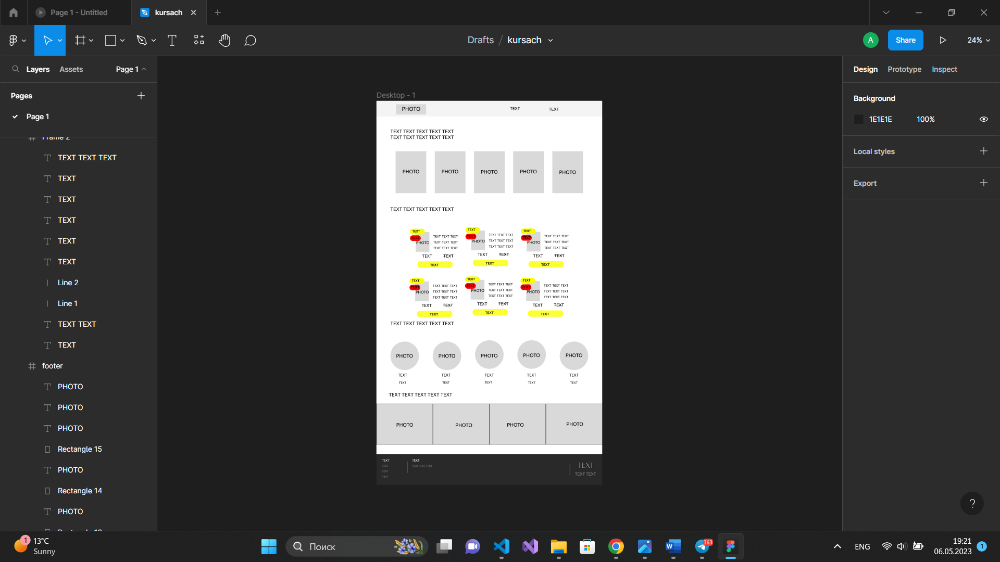 Page 1 - Untitled
kursach
Drafts / kursach
A
Share
24%
Layers
Assets
Page 1
Pages
Page 1
Frame 2
TEXT TEXT TEXT
TEXT
TEXT
TEXT
TEXT
TEXT
Line 2
Line 1
TEXT TEXT
TEXT
footer
PHOTO
PHOTO
PHOTO
Rectangle 15
PHOTO
Rectangle 14
PHOTO
Desktop - 1
PHOTO
TEXT
TEXT
TEXT TEXT TEXT TEXT TEXT
TEXT TEXT TEXT TEXT TEXT
PHOTO
PHOTO
PHOTO
PHOTO
PHOTO
TEXT TEXT TEXT TEXT TEXT
TEXT
TEXT
PHOTO
TEXT TEXT TEXT
TEXT TEXT TEXT
TEXT TEXT TEXT
TEXT
TEXT
TEXT
TEXT
TEXT
PHOTO
TEXT TEXT TEXT
TEXT TEXT TEXT
TEXT TEXT TEXT
TEXT
TEXT
TEXT
TEXT
TEXT
PHOTO
TEXT TEXT TEXT
TEXT TEXT TEXT
TEXT TEXT TEXT
TEXT
TEXT
TEXT
TEXT
TEXT
PHOTO
TEXT TEXT TEXT
TEXT TEXT TEXT
TEXT TEXT TEXT
TEXT
TEXT
TEXT
TEXT
TEXT
PHOTO
TEXT TEXT TEXT
TEXT TEXT TEXT
TEXT TEXT TEXT
TEXT
TEXT
TEXT
TEXT
TEXT
PHOTO
TEXT TEXT TEXT
TEXT TEXT TEXT
TEXT TEXT TEXT
TEXT
TEXT
TEXT
TEXT TEXT TEXT TEXT TEXT
PHOTO
PHOTO
PHOTO
PHOTO
PHOTO
TEXT
TEXT
TEXT
TEXT
TEXT
TEXT
TEXT
TEXT
TEXT
TEXT
TEXT TEXT TEXT TEXT TEXT
PHOTO
PHOTO
PHOTO
PHOTO
TEXT
TEXT
TEXT
TEXT
TEXT
TEXT TEXT TEXT
TEXT
TEXT TEXT
Design
Prototype
Inspect
Background
1E1E1E
100%
Local styles
Export
?
1
13°C
Sunny
Поиск
W
363
ENG
19:21
06.05.2023
1